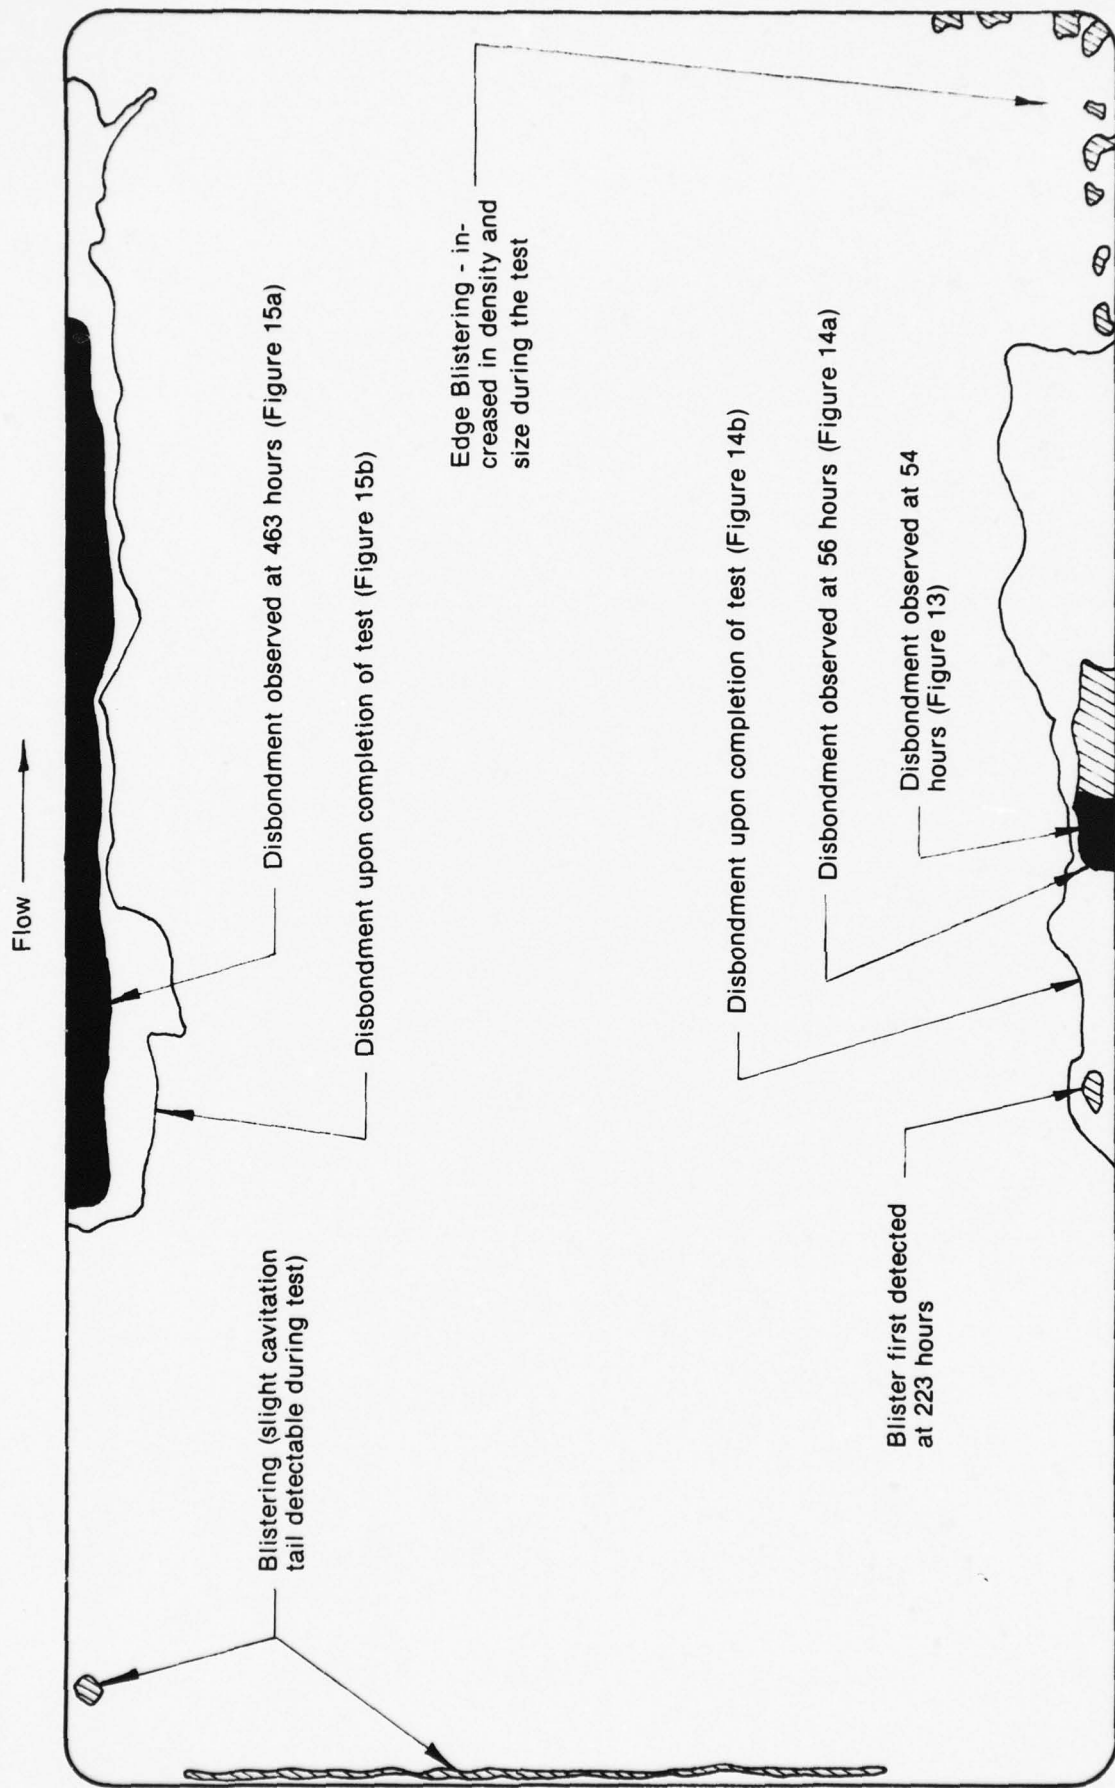 Flow
Disbondment observed at 463 hours (Figure 15a)
Disbondment upon completion of test (Figure 15b)
Blistering (slight cavitation
tail detectable during test)
Edge Blistering - in-
creased in density and
size during the test
Disbondment upon completion of test (Figure 14b)
Disbondment observed at 56 hours (Figure 14a)
Disbondment observed at 54
hours (Figure 13)
Blister first detected
at 223 hours